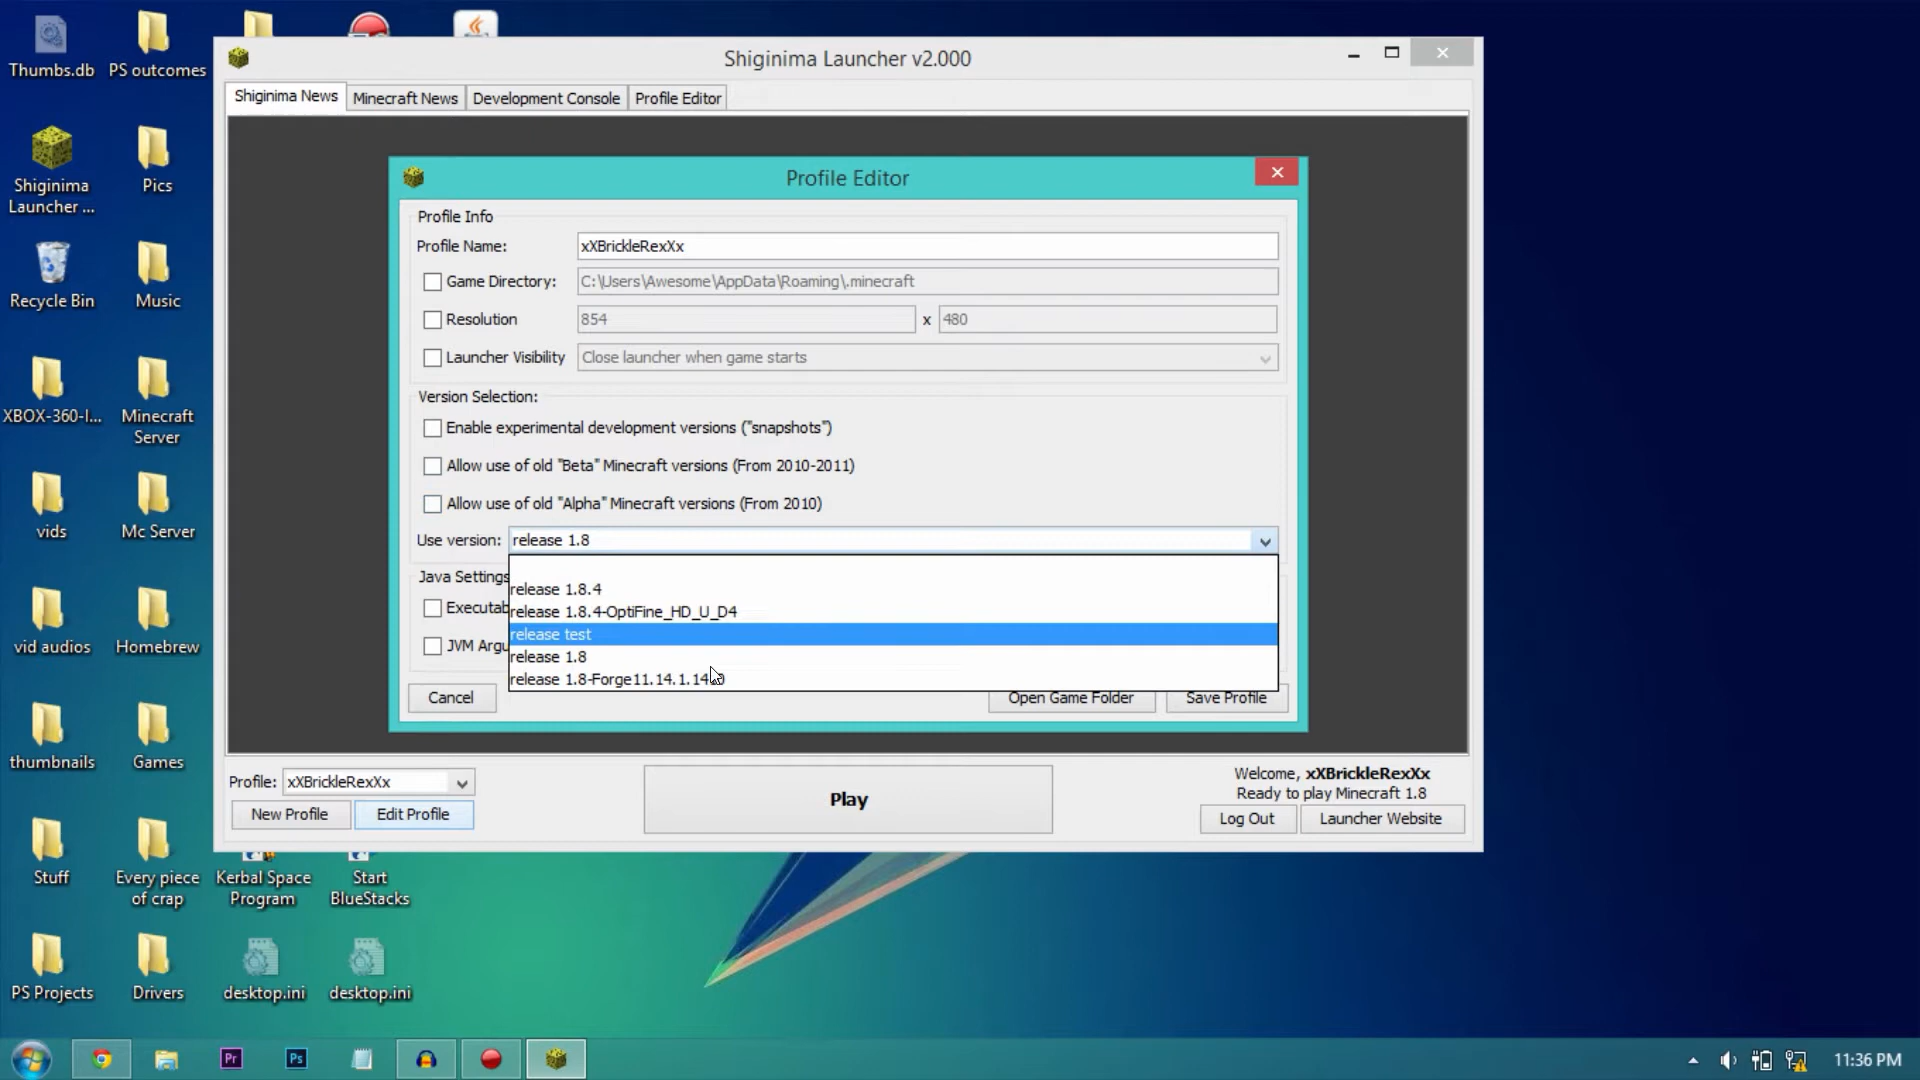 Thumbs.db
PS outcomes
Shiginima
Launcher ...
Pics
Recycle Bin
Music
XBOX-360-I...
Minecraft
Server
vids
Mc Server
vid audios
Homebrew
thumbnails
Games
Stuff
Every piece
of crap
Kerbal Space
Program
Start
BlueStacks
PS Projects
Drivers
desktop.ini
desktop.ini
Shiginima Launcher v2.000
Shiginima News
Minecraft News
Development Console
Profile Editor
Profile Editor
Profile Info
Profile Name:
xXBrickleRexXx
Game Directory:
C:\Users\Awesome\AppData\Roaming\.minecraft
Resolution
854
x
480
Launcher Visibility
Close launcher when game starts
Version Selection:
Enable experimental development versions ("snapshots")
Allow use of old "Beta" Minecraft versions (From 2010-2011)
Allow use of old "Alpha" Minecraft versions (From 2010)
Use version:
release 1.8
release 1.8.4
release 1.8.4-OptiFine_HD_U_D4
release test
release 1.8
release
Java Settings
Executab
JVM Argu
Cancel
Open Game Folder
Save Profile
Profile:
xXBrickleRexXx
New Profile
Edit Profile
Play
Welcome, xXBrickleRexXx
Ready to play Minecraft 1.8
Log Out
Launcher Website
Pr
Ps
11:36 PM